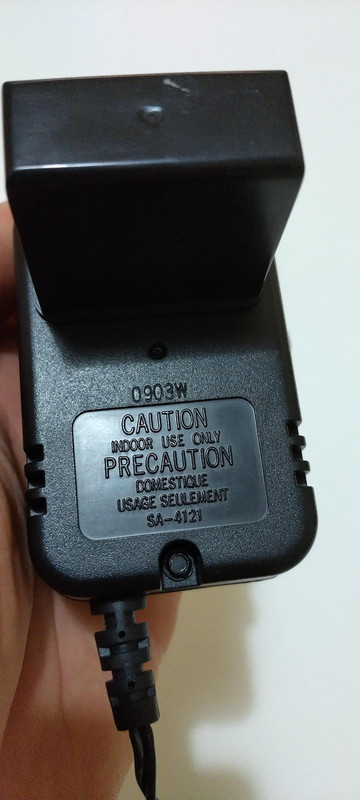 0903W
CAUTION
INDOOR USE ONLY
PRECAUTION
DOMESTIQUE
USAGE SEULEMENT
SA-4121